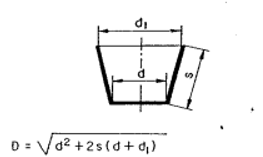 d₁
d
s
D = √d² + 2s(d + d₁)